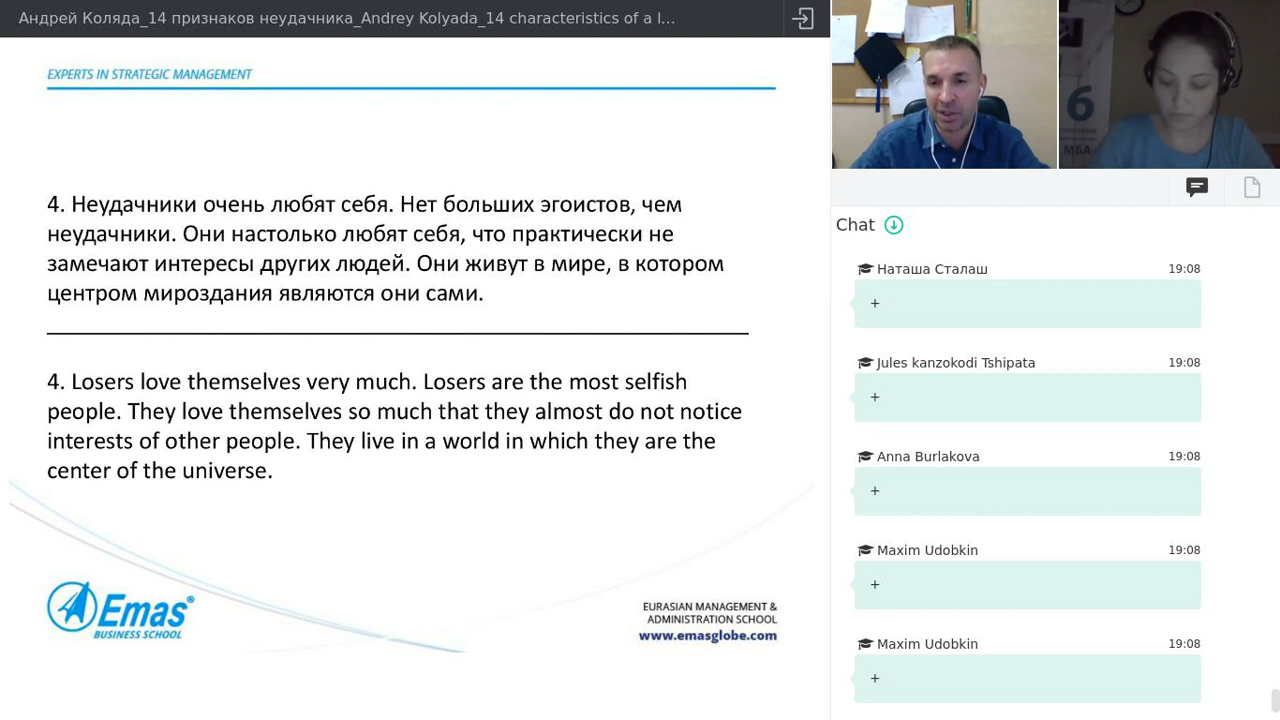 Андрей Коляда_14 признаков неудачника_Andrey Kolyada_14 characteristics of a l...
EXPERTS IN STRATEGIC MANAGEMENT
4. Неудачники очень любят себя. Нет больших эгоистов, чем
неудачники. Они настолько любят себя, что практически не
замечают интересы других людей. Они живут в мире, в котором
центром мироздания являются они сами.
4. Losers love themselves very much. Losers are the most selfish
people. They love themselves so much that they almost do not notice
interests of other people. They live in a world in which they are the
center of the universe.
Emas®
BUSINESS SCHOOL
EURASIAN MANAGEMENT &
ADMINISTRATION SCHOOL
www.emasglobe.com
6
МБА
Chat
Наташа Сталаш 19:08
+
Jules kanzokodi Tshipata 19:08
+
Anna Burlakova 19:08
+
Maxim Udobkin 19:08
+
Maxim Udobkin 19:08
+